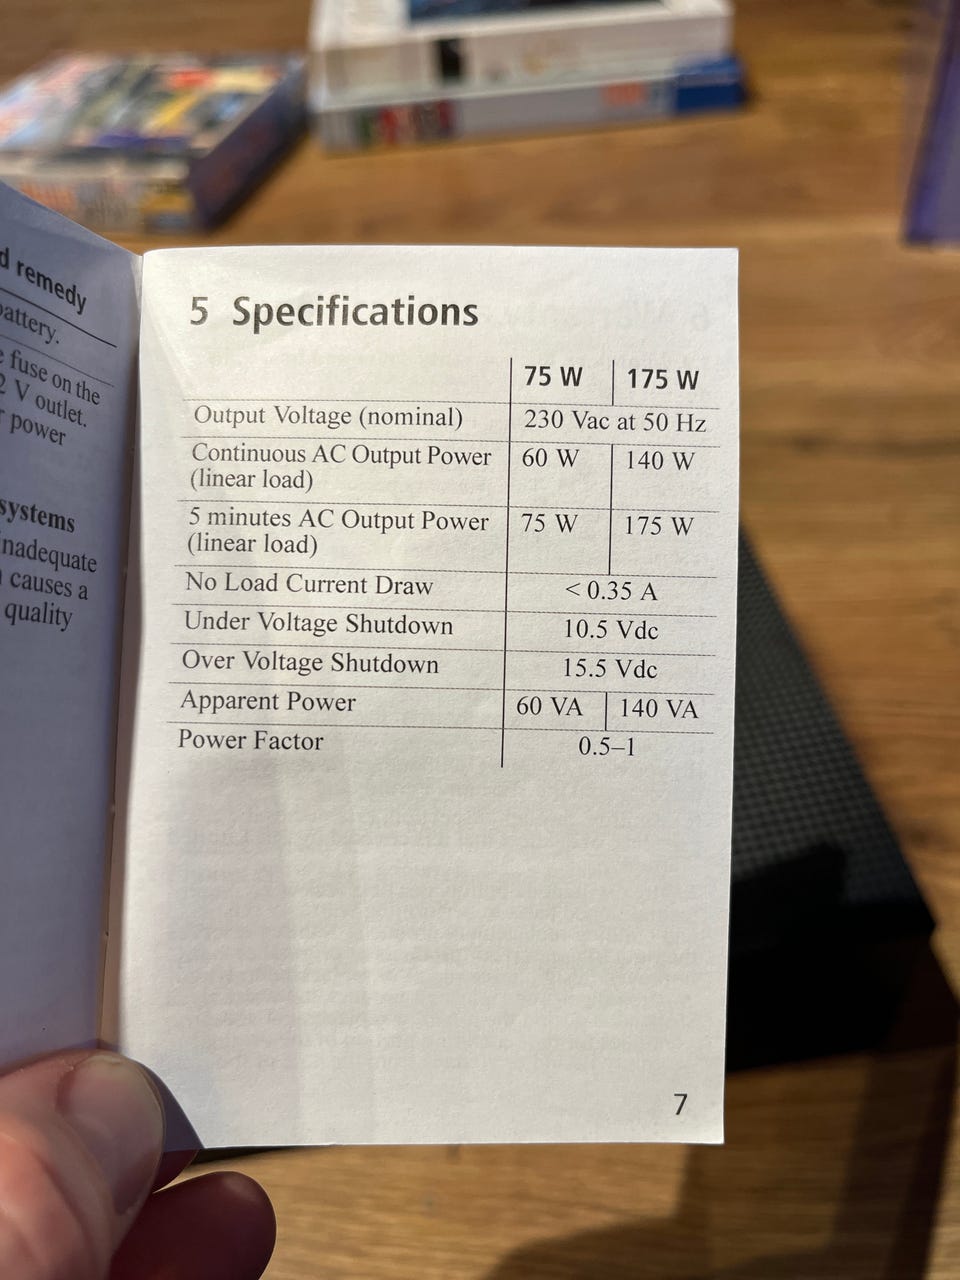 d remedy
battery.
e fuse on the
2 V outlet.
r power
systems
inadequate
n causes a
quality
5 Specifications
75 W 175 W
Output Voltage (nominal) 230 Vac at 50 Hz
Continuous AC Output Power 60 W 140 W
(linear load)
5 minutes AC Output Power 75 W 175 W
(linear load)
No Load Current Draw < 0.35 A
Under Voltage Shutdown 10.5 Vdc
Over Voltage Shutdown 15.5 Vdc
Apparent Power 60 VA 140 VA
Power Factor 0.5–1
7